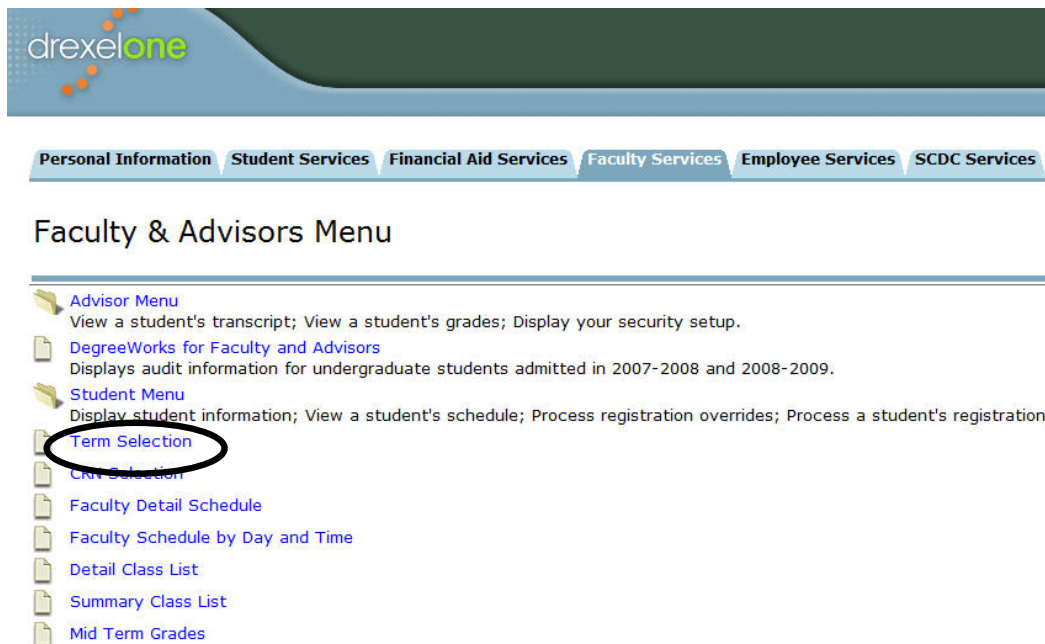 drexelone
Personal Information Student Services Financial Aid Services Faculty Services Employee Services SCDC Services
Faculty & Advisors Menu
Advisor Menu
View a student's transcript; View a student's grades; Display your security setup.
DegreeWorks for Faculty and Advisors
Displays audit information for undergraduate students admitted in 2007-2008 and 2008-2009.
Student Menu
Display student information; View a student's schedule; Process registration overrides; Process a student's registration
Term Selection
CRN Selection
Faculty Detail Schedule
Faculty Schedule by Day and Time
Detail Class List
Summary Class List
Mid Term Grades